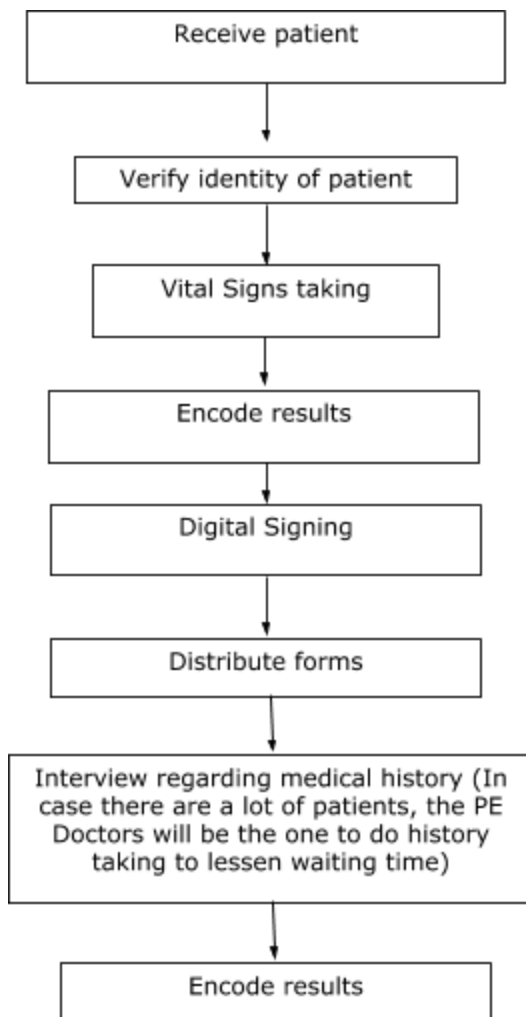 Receive patient
Verify identity of patient
Vital Signs taking
Encode results
Digital Signing
Distribute forms
Interview regarding medical history (In
case there are a lot of patients, the PE
Doctors will be the one to do history
taking to lessen waiting time)
Encode results